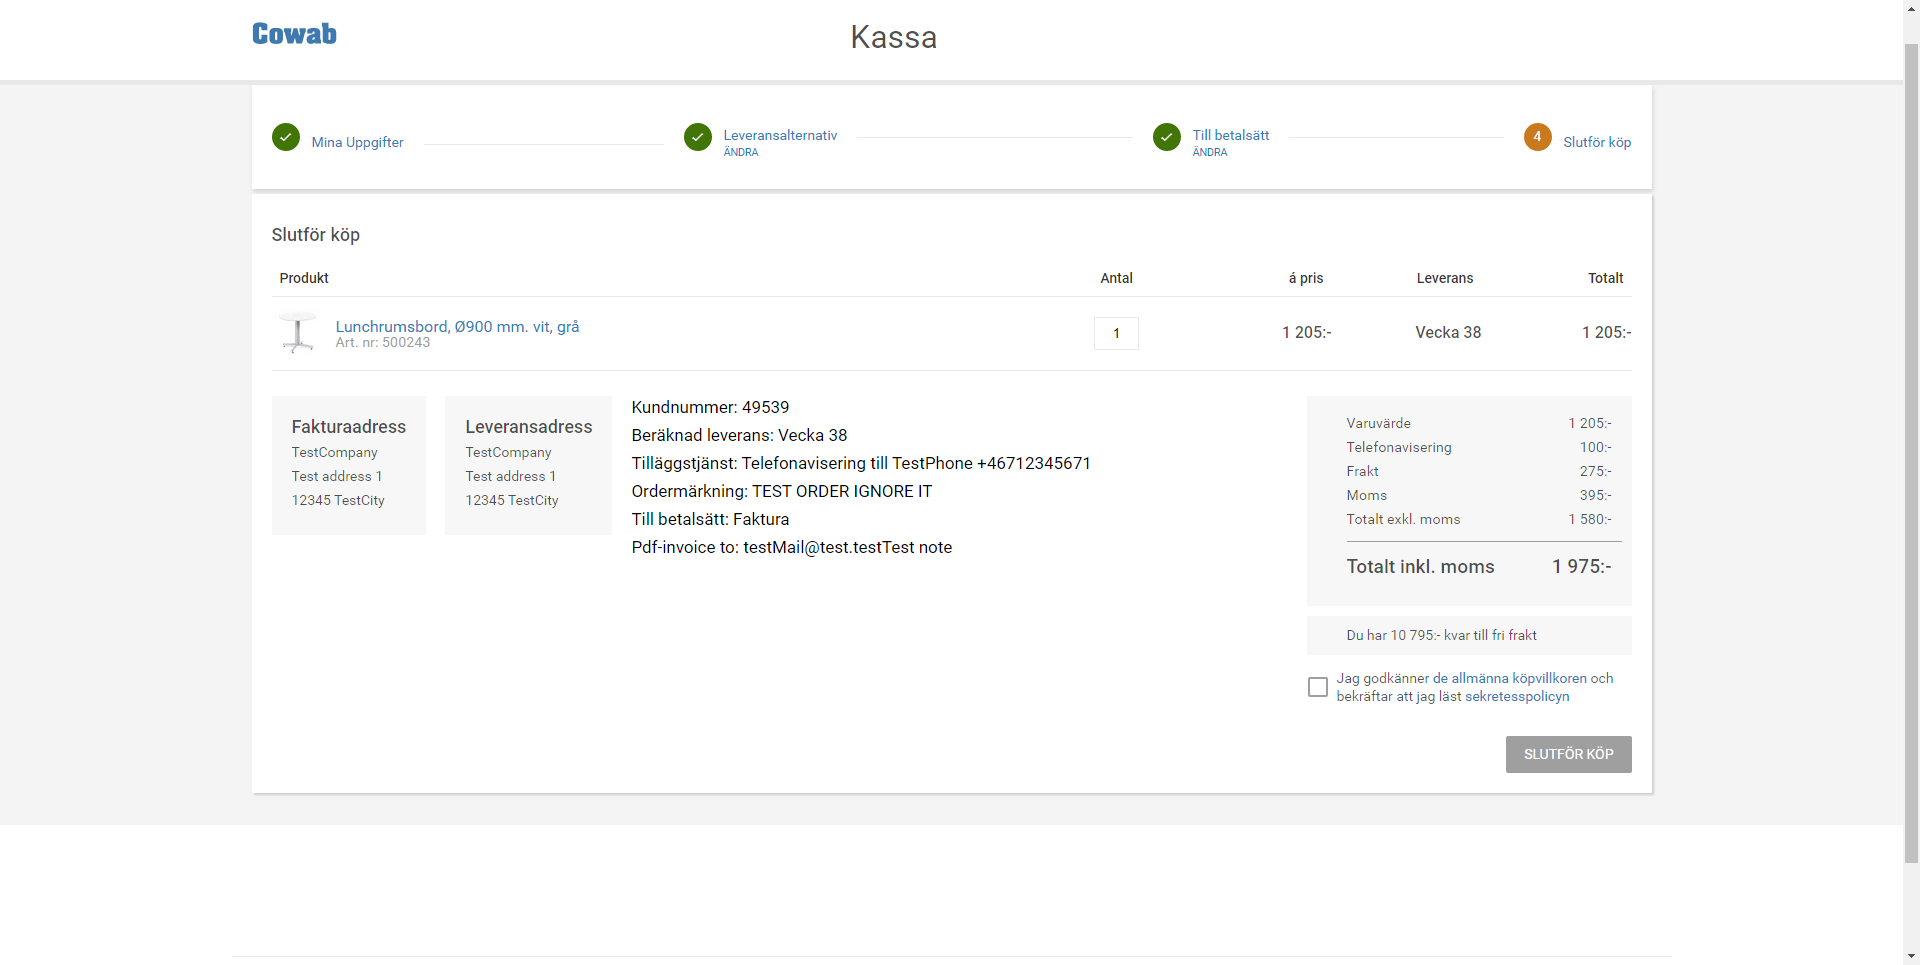 Cowab
Kassa
Mina Uppgifter
Leveransalternativ
ÄNDRA
Till betalsätt
ÄNDRA
4
Slutför köp
Slutför köp
Produkt Antal á pris Leverans Totalt
Lunchrumsbord, Ø900 mm. vit, grå
Art. nr: 500243
1 1 205:- Vecka 38 1 205:-
Fakturaadress
TestCompany
Test address 1
12345 TestCity
Leveransadress
TestCompany
Test address 1
12345 TestCity
Kundnummer: 49539
Beräknad leverans: Vecka 38
Tilläggstjänst: Telefonavisering till TestPhone +46712345671
Ordermärkning: TEST ORDER IGNORE IT
Till betalsätt: Faktura
Pdf-invoice to: testMail@test.testTest note
Varuvärde 1 205:-
Telefonavisering 100:-
Frakt 275:-
Moms 395:-
Totalt exkl. moms 1 580:-
Totalt inkl. moms 1 975:-
Du har 10 795:- kvar till fri frakt
Jag godkänner de allmänna köpvillkoren och
bekräftar att jag läst sekretesspolicyn
SLUTFÖR KÖP